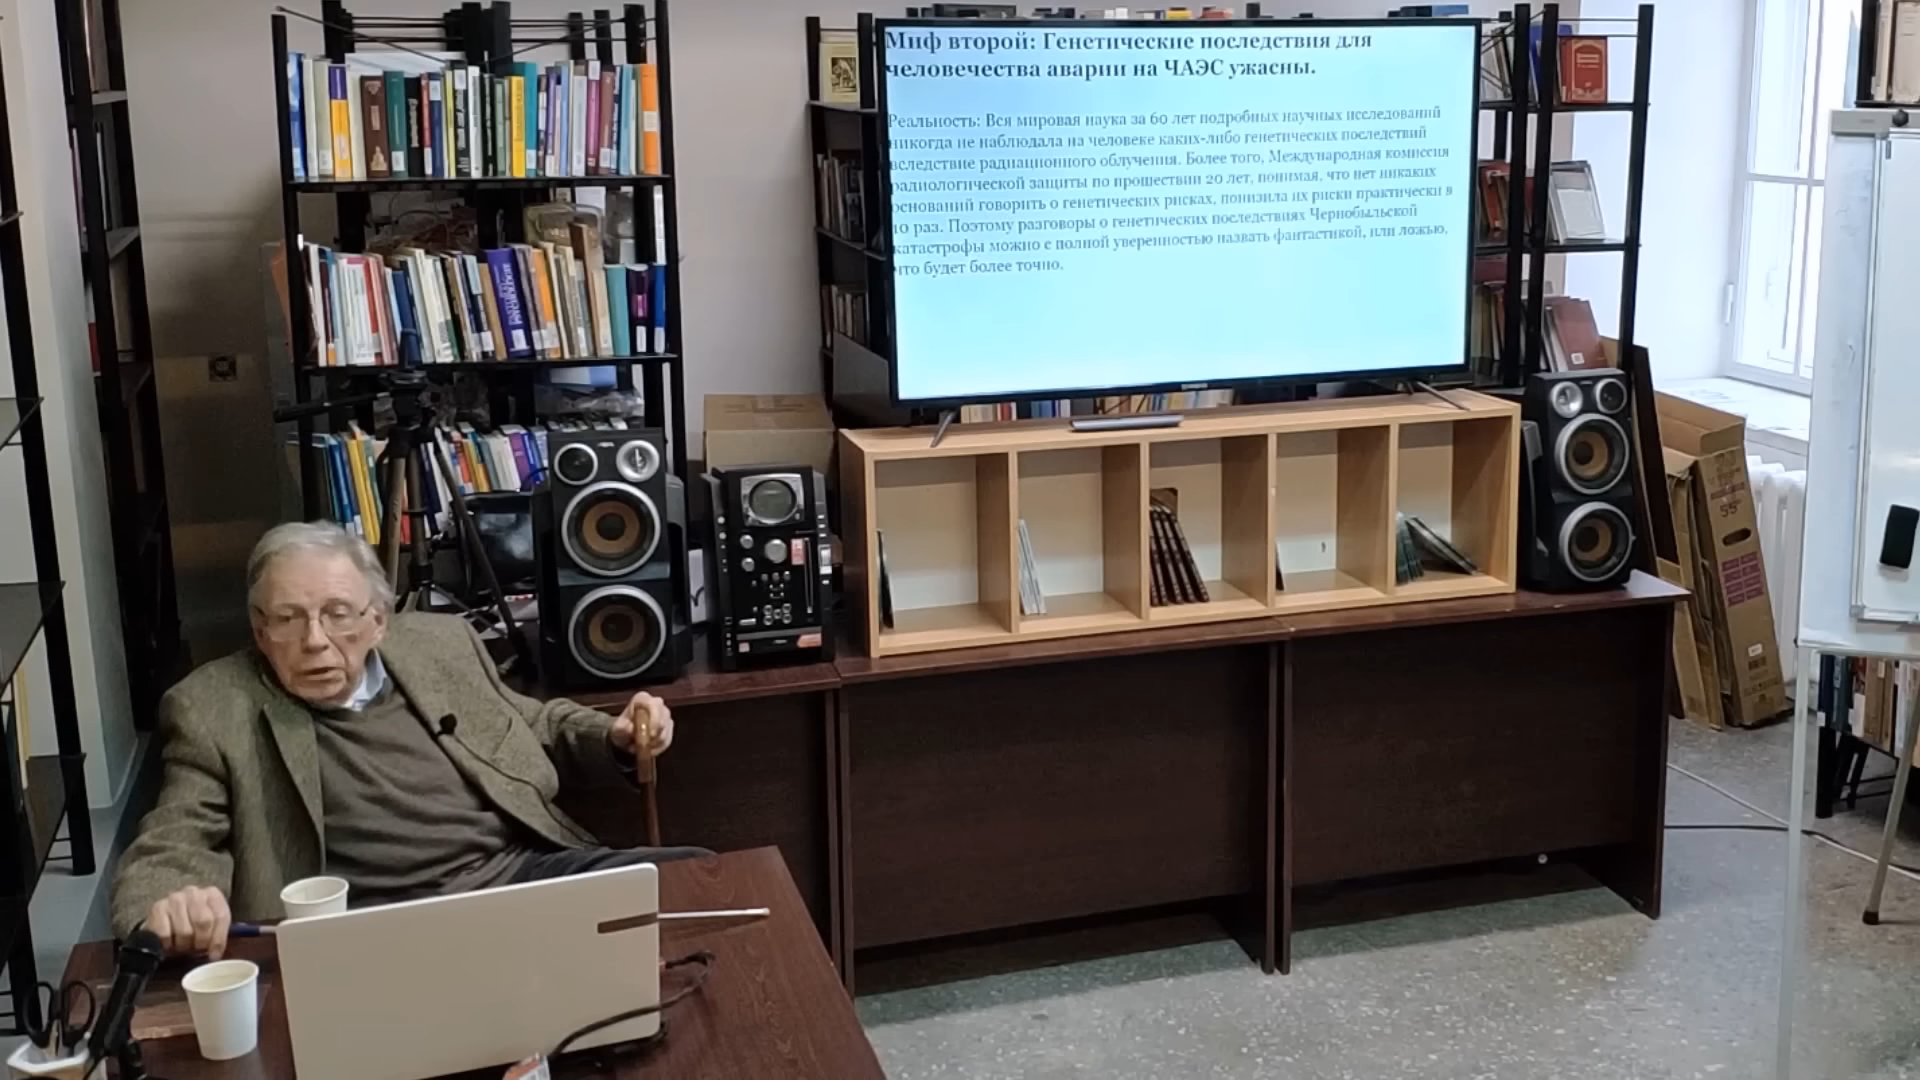 Миф второй: Генетические последствия для
человечества аварии на ЧАЭС ужасны.
Реальность: Вся мировая наука за 60 лет подробных научных исследований
никогда не наблюдала на человеке каких-либо генетических последствий
вследствие радиационного облучения. Более того, Международная комиссия
радиологической защиты по прошествии 20 лет, понимая, что нет никаких
оснований говорить о генетических рисках, понизила их риски практически в
10 раз. Поэтому разговоры о генетических последствиях Чернобыльской
катастрофы можно с полной уверенностью назвать фантастикой, или ложью,
что будет более точно.
55"